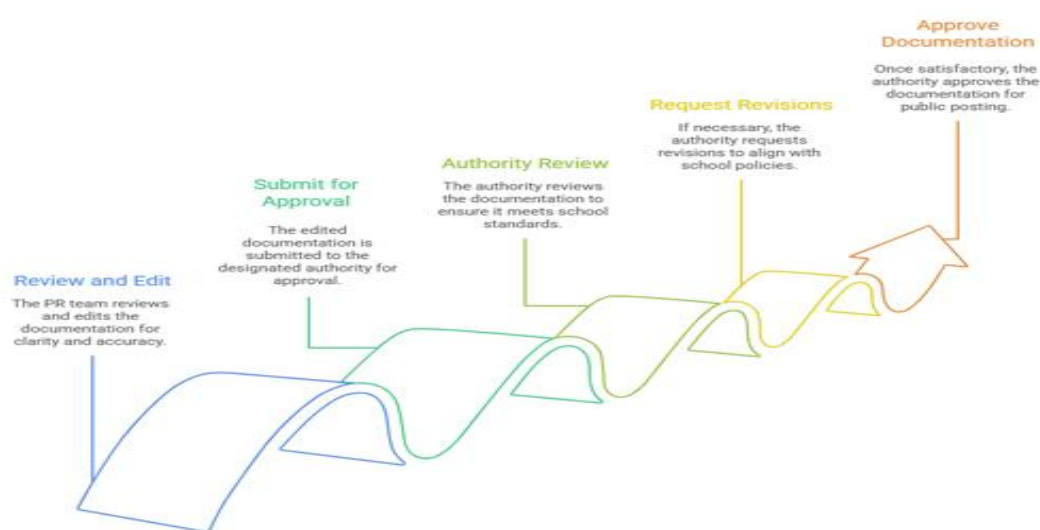 Review and Edit
The PR team reviews
and edits the
documentation for
clarity and accuracy.
Submit for
Approval
The edited
documentation is
submitted to the
designated authority for
approval.
Authority Review
The authority reviews
the documentation to
ensure it meets school
standards.
Request Revisions
If necessary, the
authority requests
revisions to align with
school policies.
Approve
Documentation
Once satisfactory, the
authority approves the
documentation for
public posting.